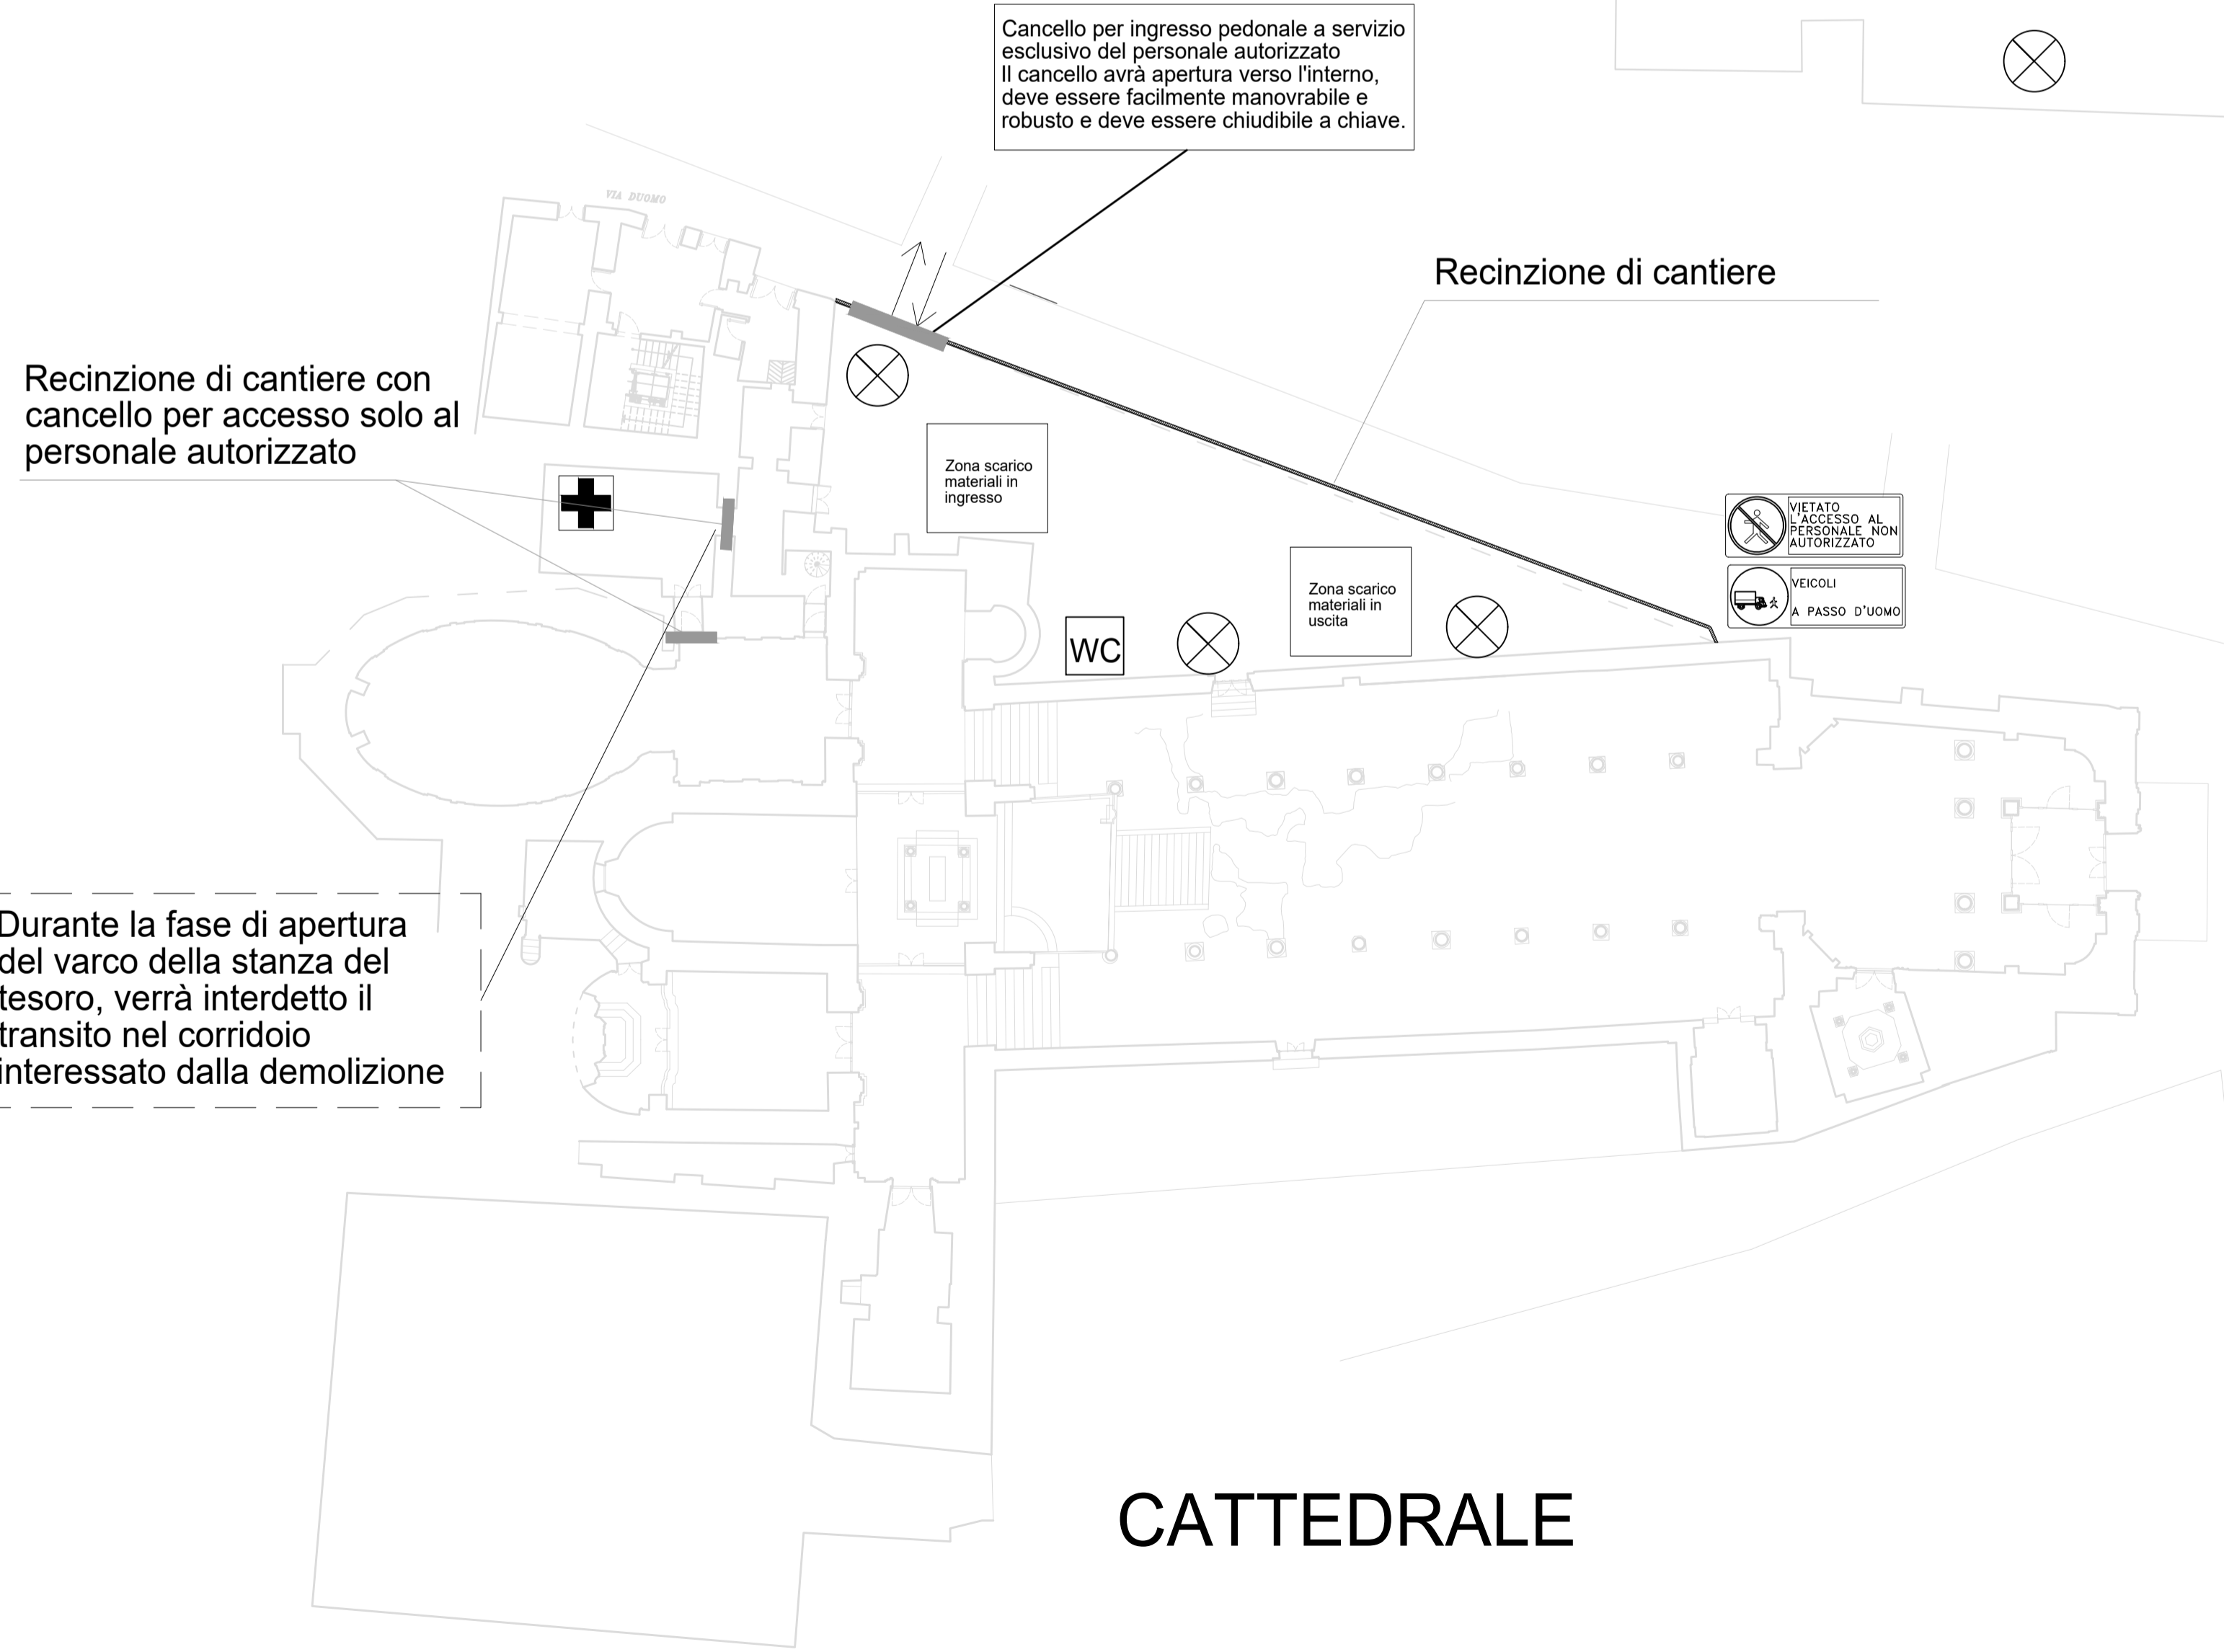 Cancello per ingresso pedonale a servizio
esclusivo del personale autorizzato
Il cancello avrà apertura verso l'interno,
deve essere facilmente manovrabile e
robusto e deve essere chiudibile a chiave.
VIA DUOMO
Recinzione di cantiere
Recinzione di cantiere con
cancello per accesso solo al
personale autorizzato
Zona scarico
materiali in
ingresso
VIETATO
L'ACCESSO AL
PERSONALE NON
AUTORIZZATO
VEICOLI
A PASSO D'UOMO
Zona scarico
materiali in
uscita
WC
Durante la fase di apertura
del varco della stanza del
tesoro, verrà interdetto il
transito nel corridoio
interessato dalla demolizione
CATTEDRALE